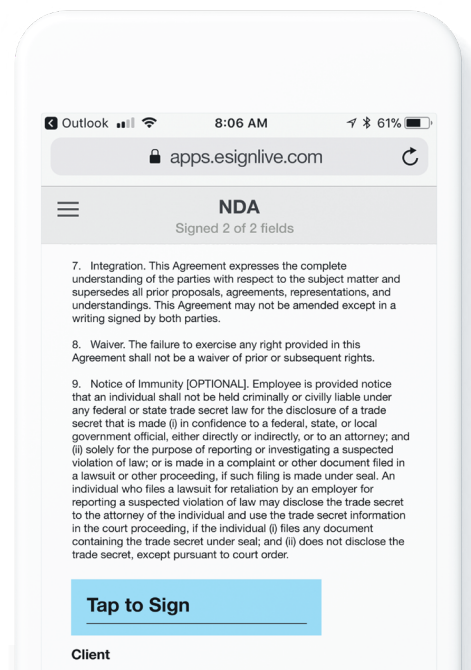 Outlook 8:06 AM 61%
apps.esignlive.com
NDA
Signed 2 of 2 fields
7. Integration. This Agreement expresses the complete
understanding of the parties with respect to the subject matter and
supersedes all prior proposals, agreements, representations, and
understandings. This Agreement may not be amended except in a
writing signed by both parties.
8. Waiver. The failure to exercise any right provided in this
Agreement shall not be a waiver of prior or subsequent rights.
9. Notice of Immunity [OPTIONAL]. Employee is provided notice
that an individual shall not be held criminally or civilly liable under
any federal or state trade secret law for the disclosure of a trade
secret that is made (i) in confidence to a federal, state, or local
government official, either directly or indirectly, or to an attorney; and
(ii) solely for the purpose of reporting or investigating a suspected
violation of law; or is made in a complaint or other document filed in
a lawsuit or other proceeding, if such filing is made under seal. An
individual who files a lawsuit for retaliation by an employer for
reporting a suspected violation of law may disclose the trade secret
to the attorney of the individual and use the trade secret information
in the court proceeding, if the individual (i) files any document
containing the trade secret under seal; and (ii) does not disclose the
trade secret, except pursuant to court order.
Tap to Sign
Client